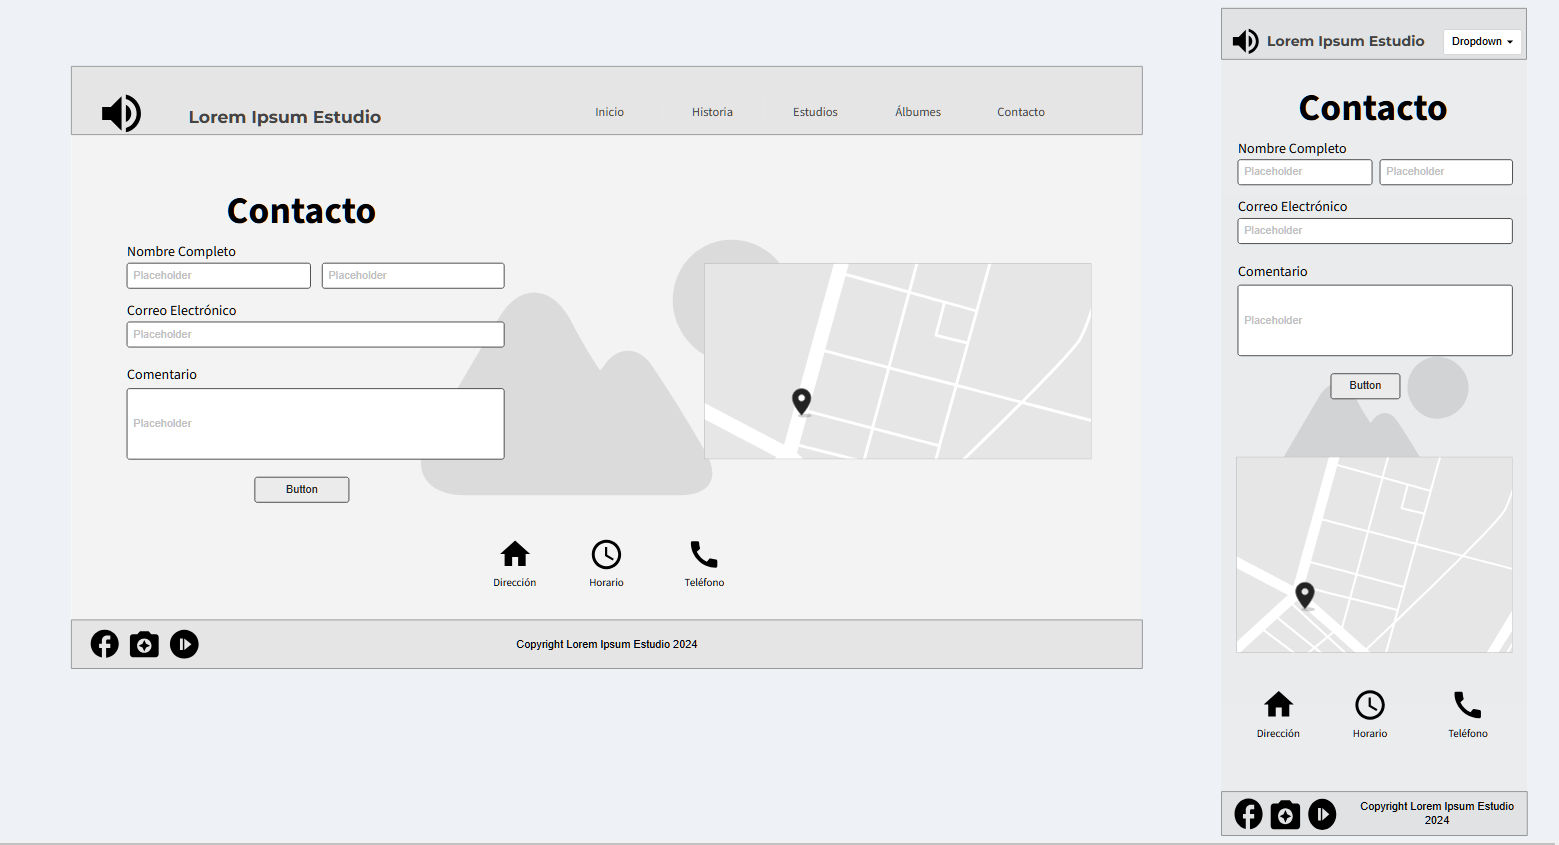 Lorem Ipsum Estudio
Inicio Historia Estudios Álbumes Contacto
Contacto
Nombre Completo
Placeholder Placeholder
Correo Electrónico
Placeholder
Comentario
Placeholder
Button
Dirección Horario Teléfono
Copyright Lorem Ipsum Estudio 2024
Lorem Ipsum Estudio Dropdown
Contacto
Nombre Completo
Placeholder Placeholder
Correo Electrónico
Placeholder
Comentario
Placeholder
Button
Dirección Horario Teléfono
Copyright Lorem Ipsum Estudio
2024